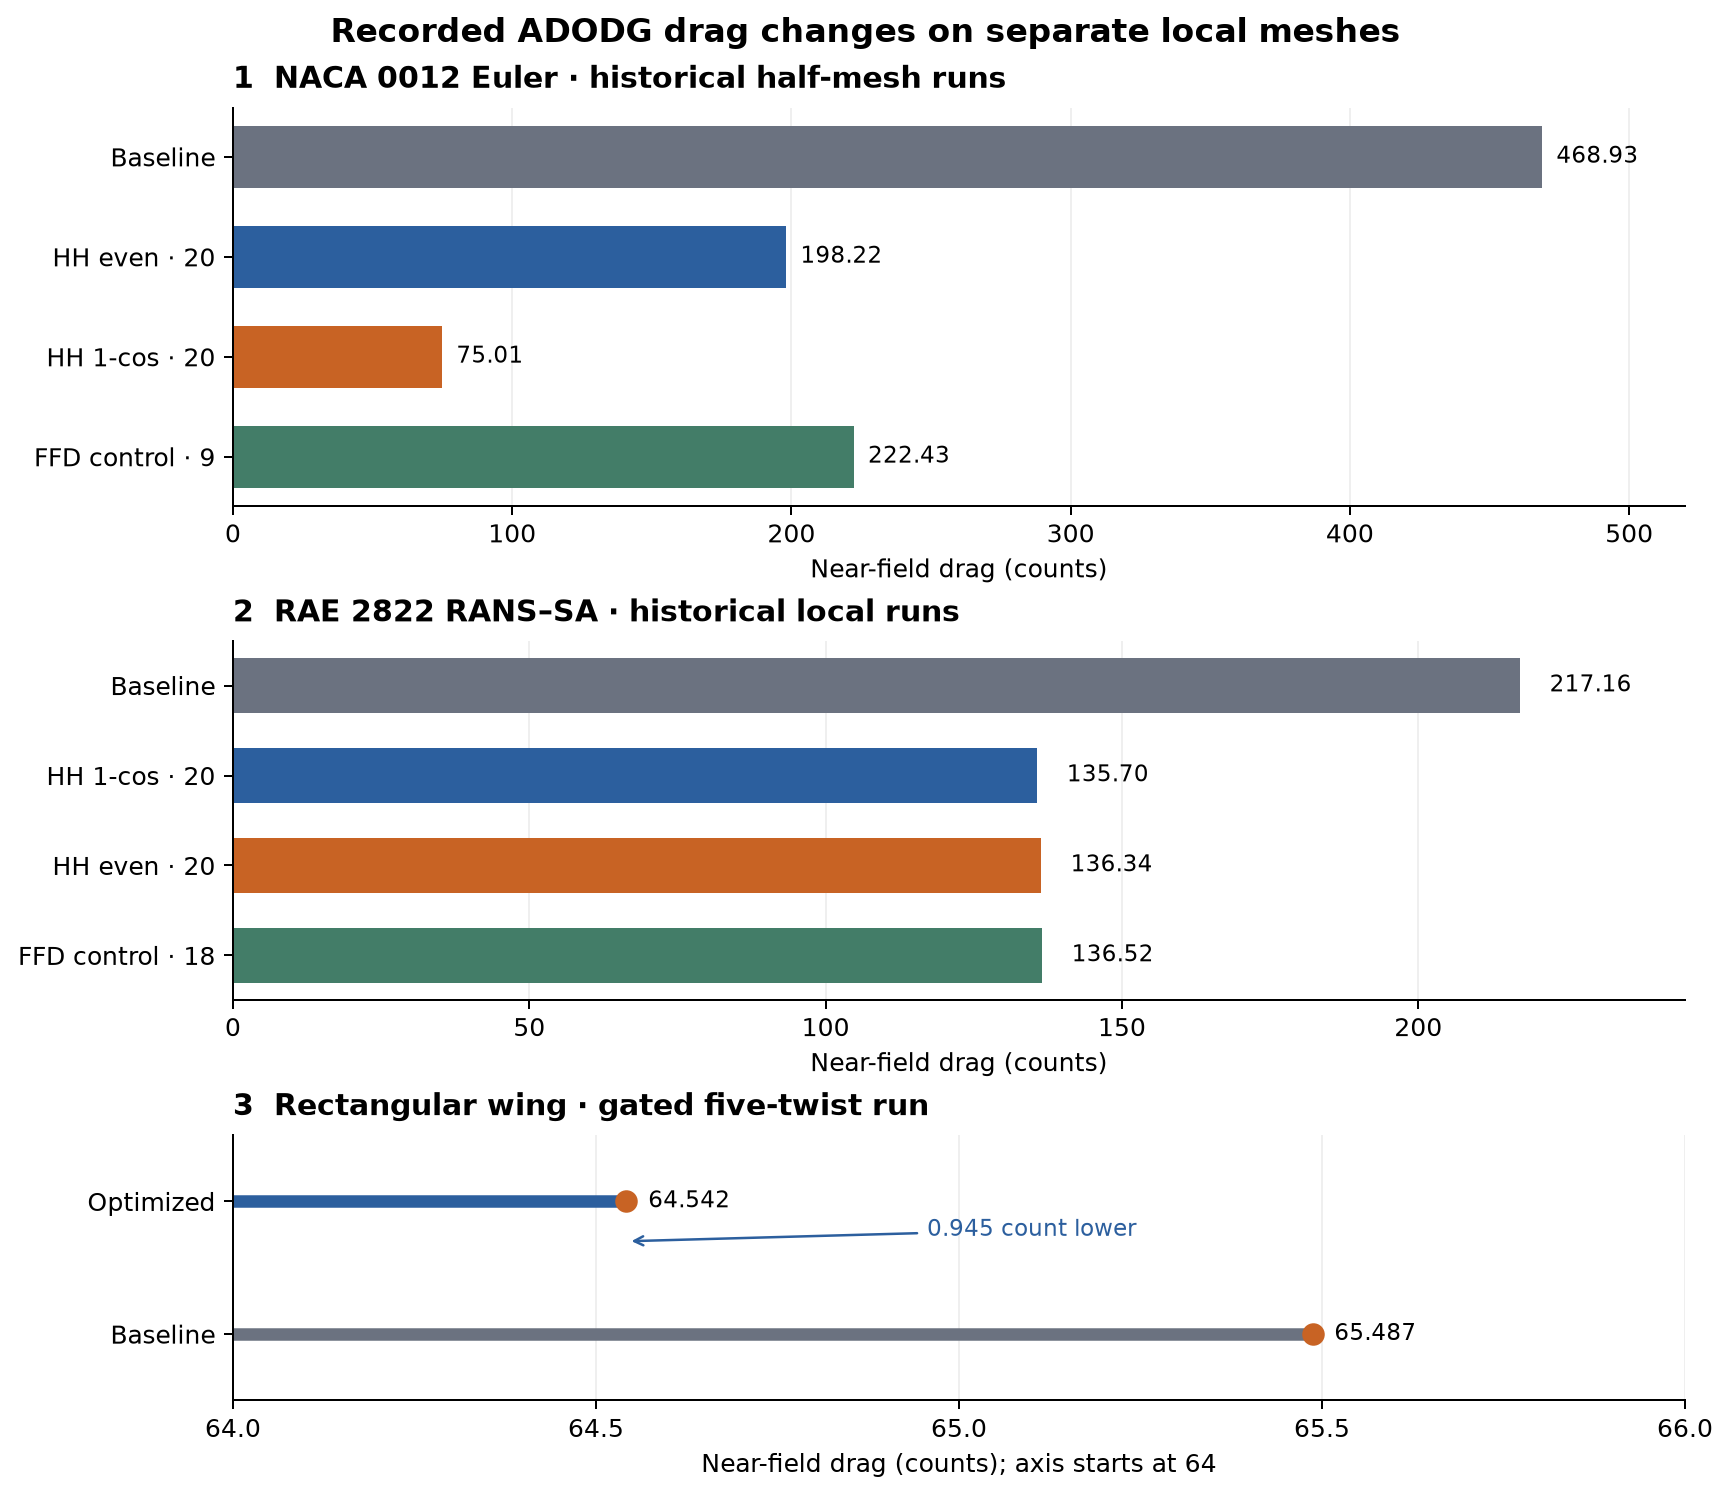 Recorded ADODG drag changes on separate local meshes
1  NACA 0012 Euler · historical half-mesh runs
Baseline
468.93
HH even · 20
198.22
HH 1-cos · 20
75.01
FFD control · 9
222.43
0 100 200 300 400 500
Near-field drag (counts)
2  RAE 2822 RANS–SA · historical local runs
Baseline
217.16
HH 1-cos · 20
135.70
HH even · 20
136.34
FFD control · 18
136.52
0 50 100 150 200
Near-field drag (counts)
3  Rectangular wing · gated five-twist run
Optimized
64.542
0.945 count lower
Baseline
65.487
64.0 64.5 65.0 65.5 66.0
Near-field drag (counts); axis starts at 64